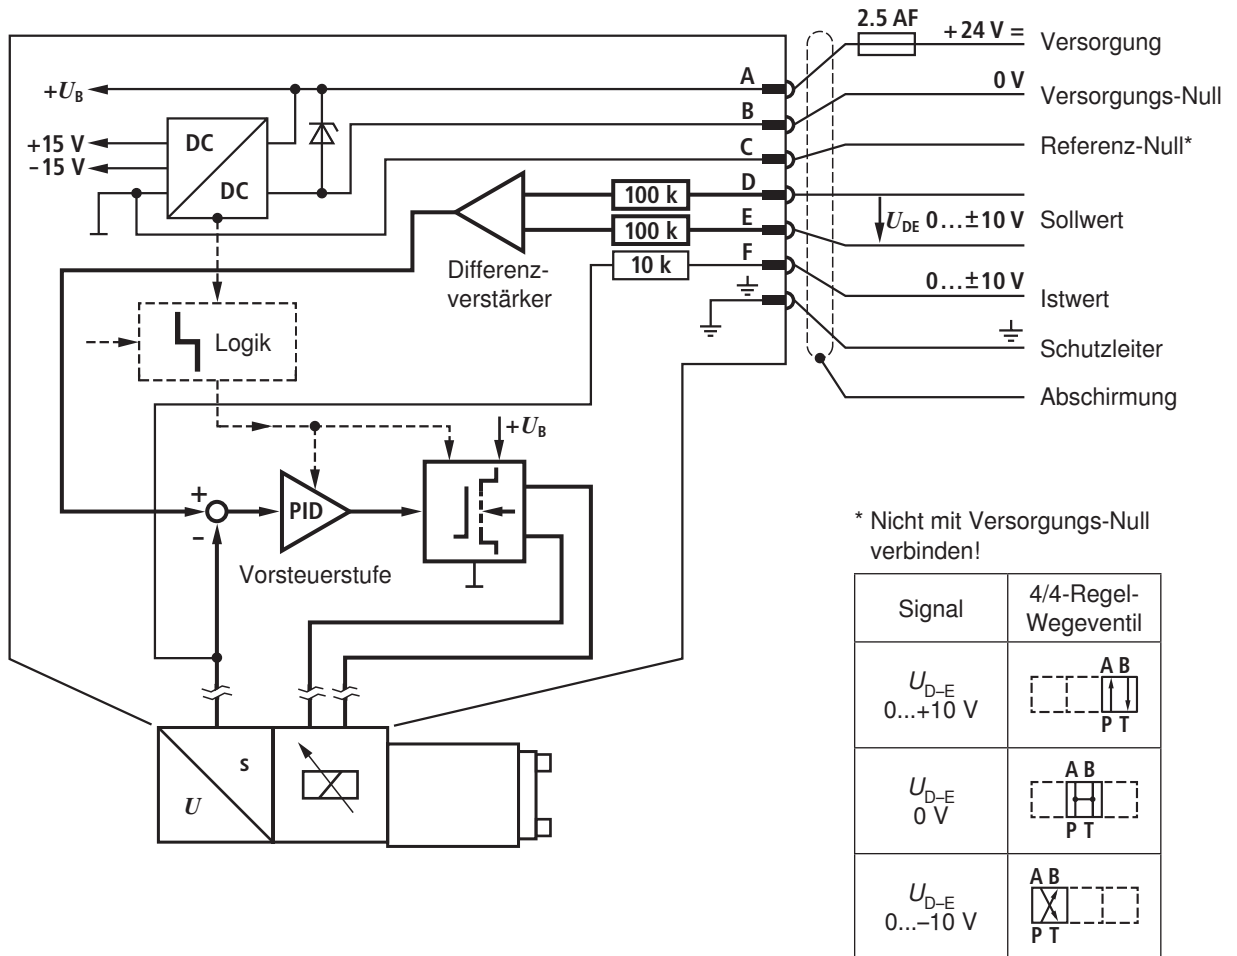 2.5 AF
+24 V =
Versorgung
0 V
Versorgungs-Null
Referenz-Null*
U_DE 0...±10 V
Sollwert
0...±10 V
Istwert
Schutzleiter
Abschirmung
A
B
C
D
E
F
+U_B
+15 V
-15 V
DC
DC
100 k
100 k
10 k
Differenz-
verstärker
Logik
+U_B
+
-
PID
Vorsteuerstufe
s
U
* Nicht mit Versorgungs-Null
verbinden!
Signal
4/4-Regel-
Wegeventil
U_D–E
0...+10 V
A B
P T
U_D–E
0 V
A B
P T
U_D–E
0...–10 V
A B
P T